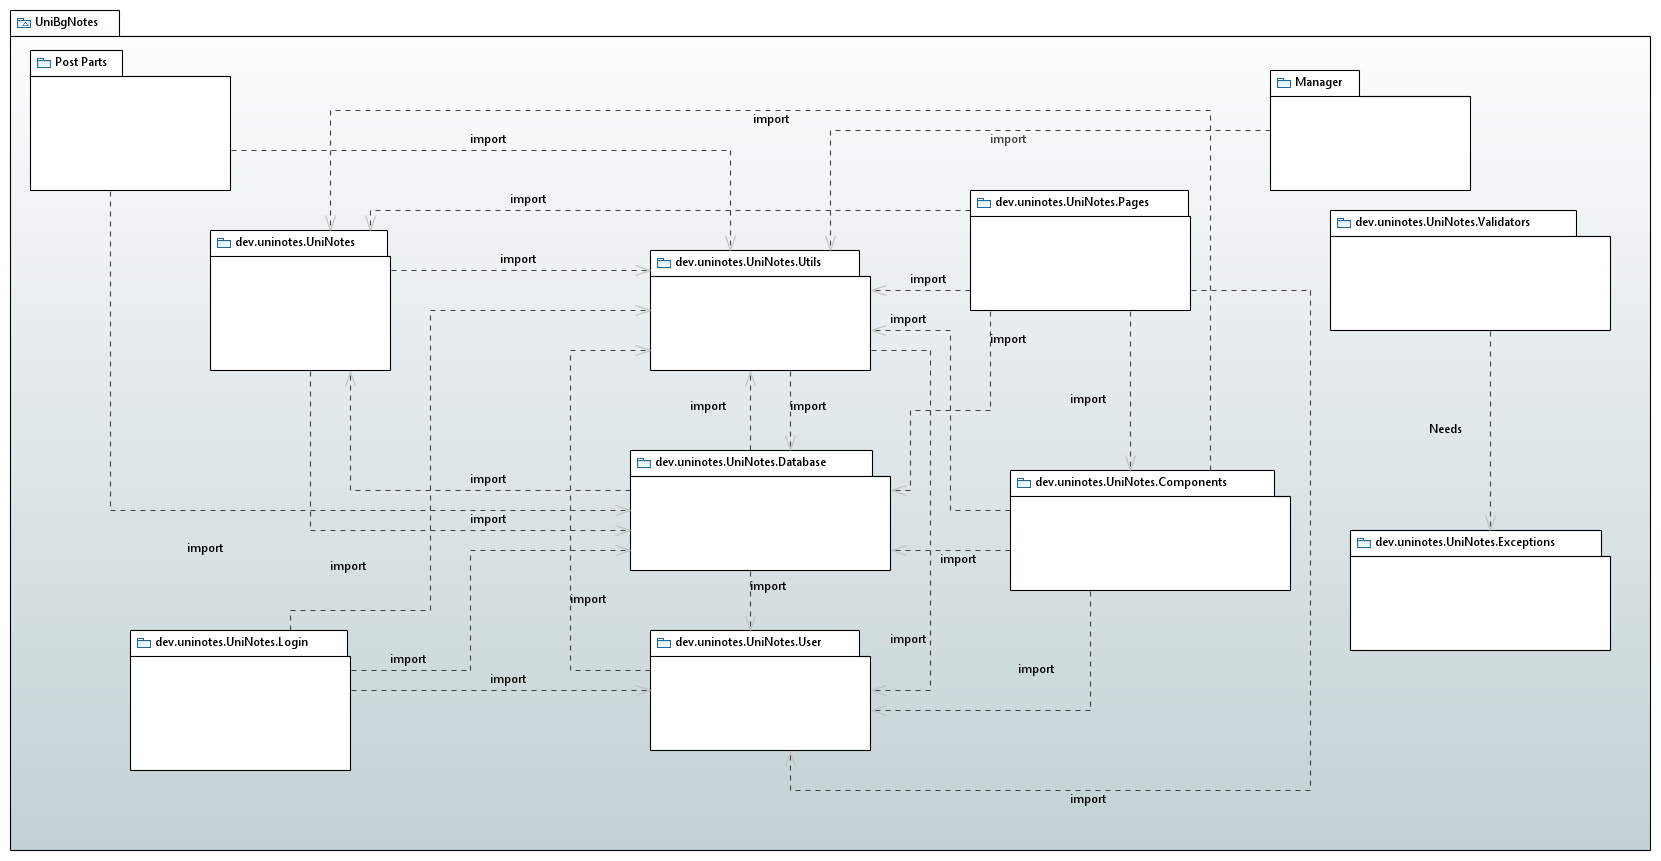 UniBgNotes
Post Parts
Manager
import
import
import
dev.uninotes.UniNotes.Pages
import
dev.uninotes.UniNotes.Validators
dev.uninotes.UniNotes
import
dev.uninotes.UniNotes.Utils
import
import
import
import
import
import
Needs
dev.uninotes.UniNotes.Database
import
dev.uninotes.UniNotes.Components
import
dev.uninotes.UniNotes.Exceptions
import
import
import
import
import
dev.uninotes.UniNotes.Login
dev.uninotes.UniNotes.User
import
import
import
import
import